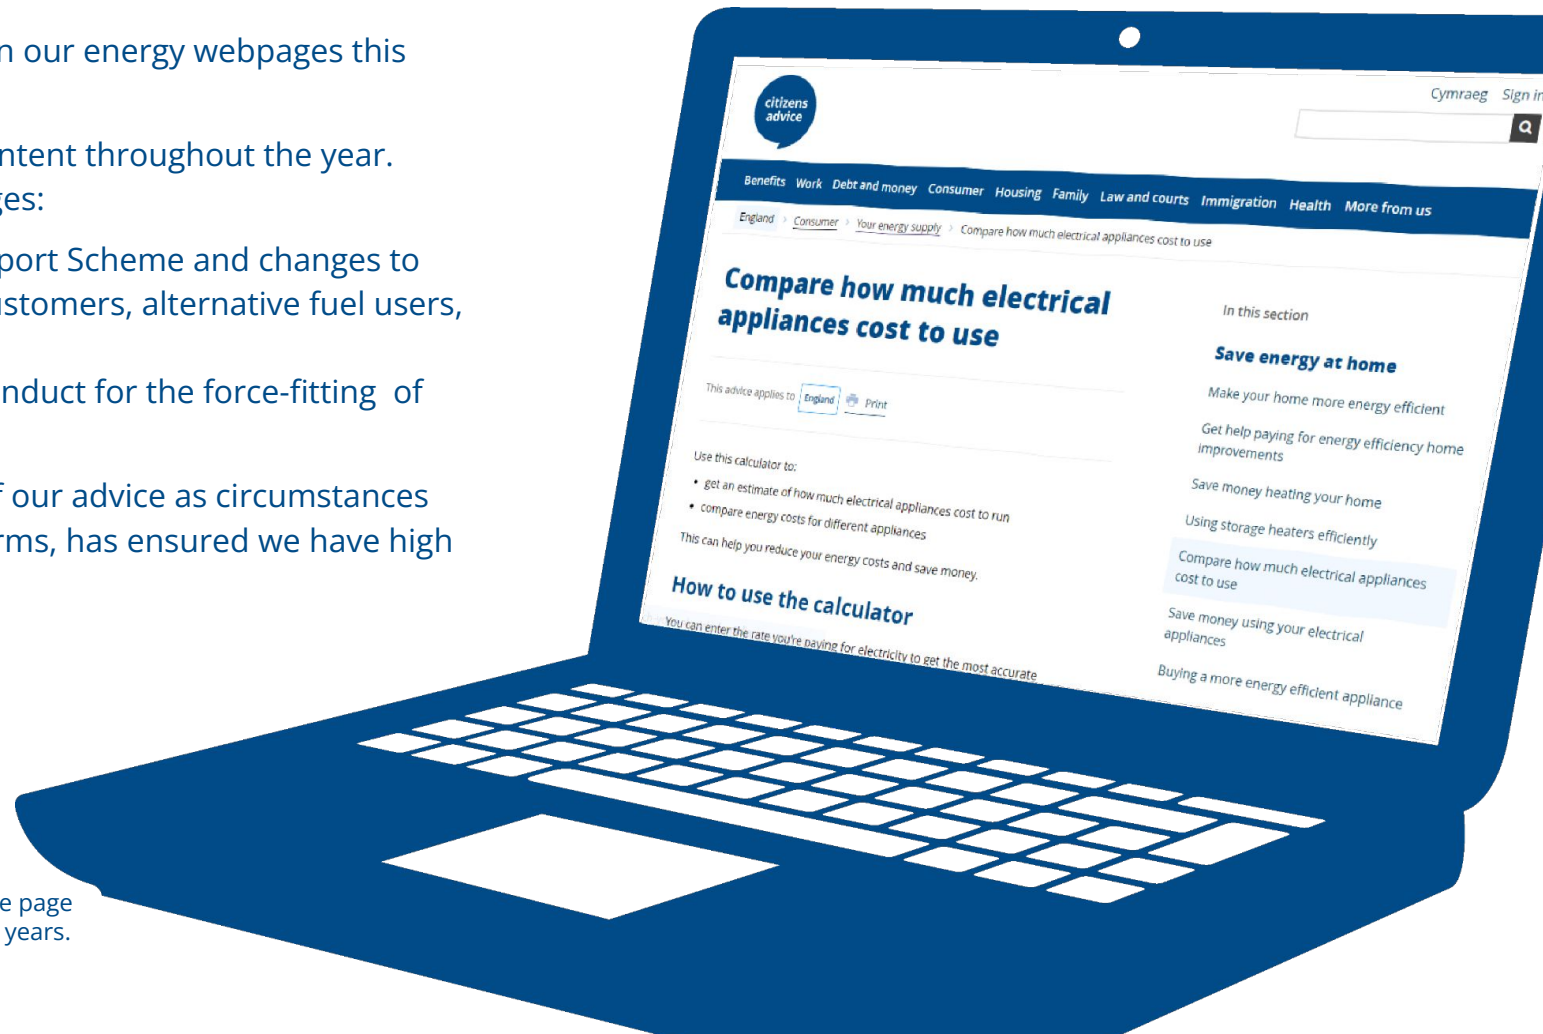 n our energy webpages this
ntent throughout the year.
ges:
port Scheme and changes to
ustomers, alternative fuel users,
nduct for the force-fitting of
f our advice as circumstances
rms, has ensured we have high
e page
years.
citizens
advice
Cymraeg Sign in
Benefits Work Debt and money Consumer Housing Family Law and courts Immigration Health More from us
England > Consumer > Your energy supply > Compare how much electrical appliances cost to use
Compare how much electrical
appliances cost to use
This advice applies to England Print
Use this calculator to:
• get an estimate of how much electrical appliances cost to run
• compare energy costs for different appliances
This can help you reduce your energy costs and save money.
How to use the calculator
You can enter the rate you're paying for electricity to get the most accurate
In this section
Save energy at home
Make your home more energy efficient
Get help paying for energy efficiency home
improvements
Save money heating your home
Using storage heaters efficiently
Compare how much electrical appliances
cost to use
Save money using your electrical
appliances
Buying a more energy efficient appliance